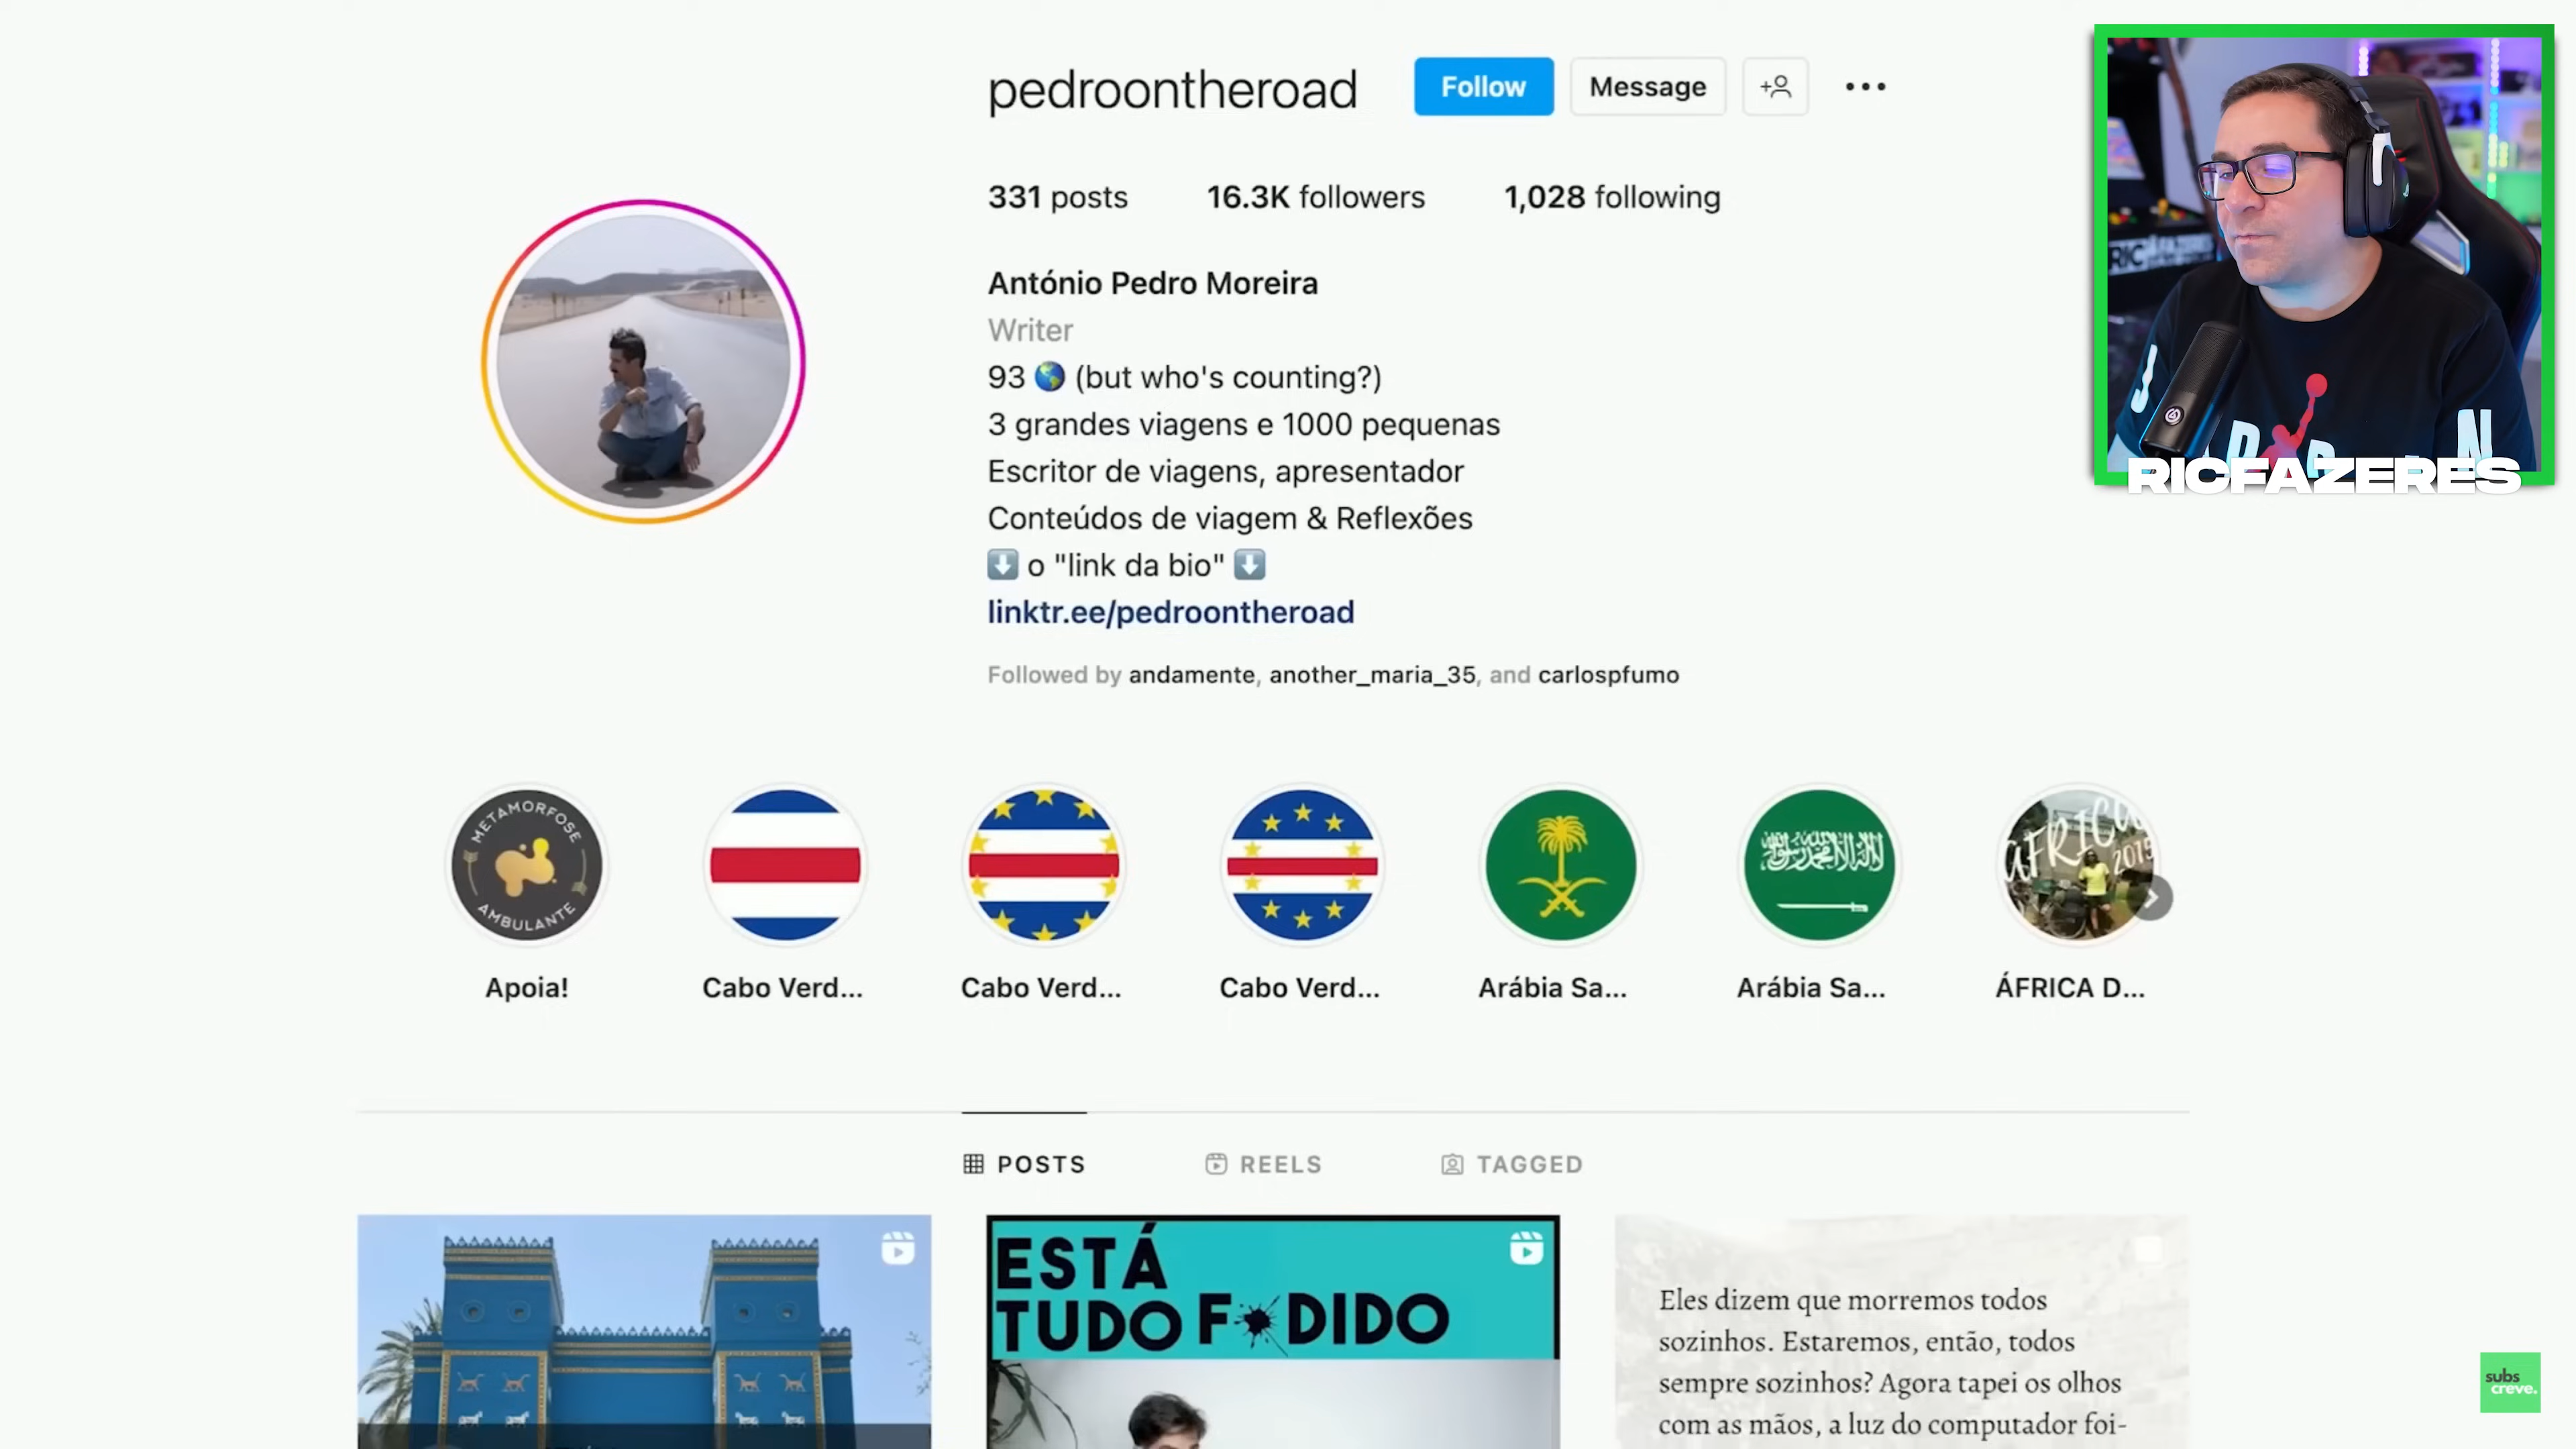 pedroontheroad
Follow
Message
331 posts
16.3K followers
1,028 following
António Pedro Moreira
Writer
93 🌎 (but who's counting?)
3 grandes viagens e 1000 pequenas
Escritor de viagens, apresentador
Conteúdos de viagem & Reflexões
⬇️ o "link da bio" ⬇️
linktr.ee/pedroontheroad
Followed by andamente, another_maria_35, and carlospfumo
RICFAZERES
METAMORFOSE
AMBULANTE
ÁFRICA
2015
Apoia!
Cabo Verd...
Cabo Verd...
Cabo Verd...
Arábia Sa...
Arábia Sa...
ÁFRICA D...
POSTS
REELS
TAGGED
ESTÁ
TUDO F*DIDO
Eles dizem que morremos todos
sozinhos. Estaremos, então, todos
sempre sozinhos? Agora tapei os olhos
com as mãos, a luz do computador foi-
subs
creve.